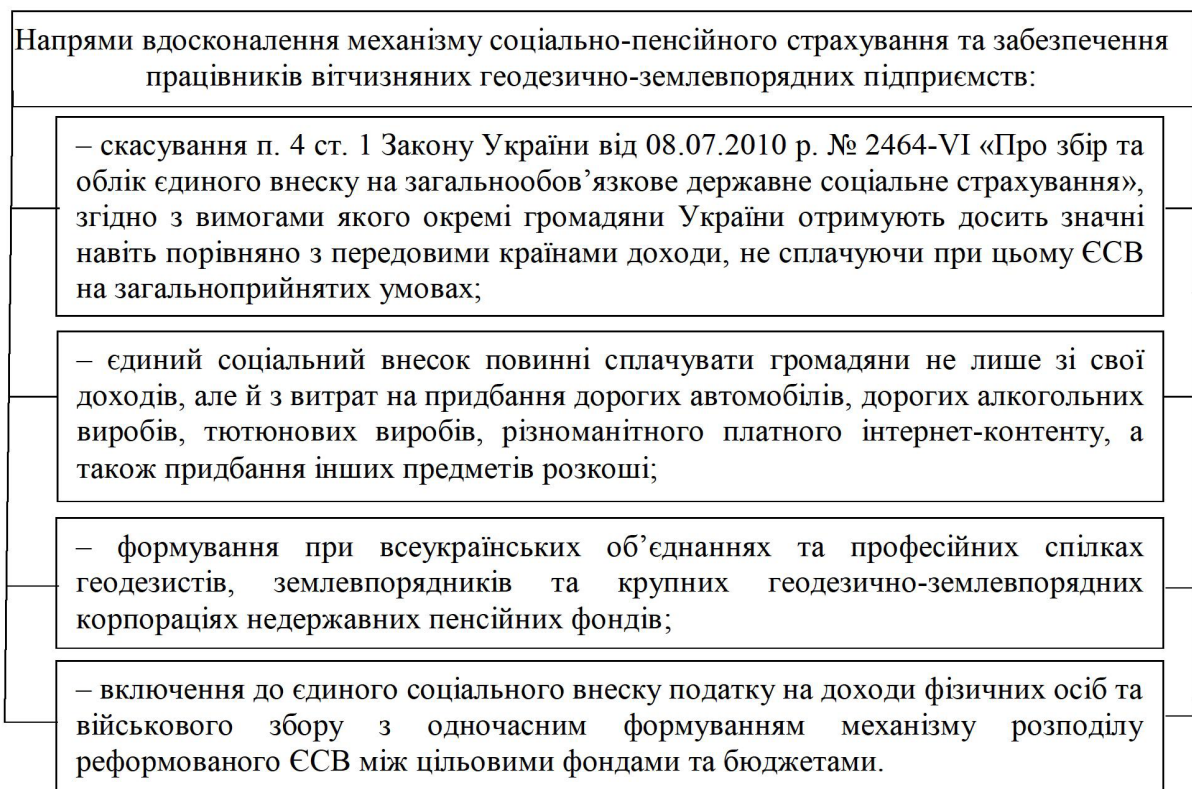 Напрями вдосконалення механізму соціально-пенсійного страхування та забезпечення
працівників вітчизняних геодезично-землевпорядних підприємств:
– скасування п. 4 ст. 1 Закону України від 08.07.2010 р. № 2464-VI «Про збір та
облік єдиного внеску на загальнообов’язкове державне соціальне страхування»,
згідно з вимогами якого окремі громадяни України отримують досить значні
навіть порівняно з передовими країнами доходи, не сплачуючи при цьому ЄСВ
на загальноприйнятих умовах;
– єдиний соціальний внесок повинні сплачувати громадяни не лише зі свої
доходів, але й з витрат на придбання дорогих автомобілів, дорогих алкогольних
виробів, тютюнових виробів, різноманітного платного інтернет-контенту, а
також придбання інших предметів розкоші;
– формування при всеукраїнських об’єднаннях та професійних спілках
геодезистів, землевпорядників та крупних геодезично-землевпорядних
корпораціях недержавних пенсійних фондів;
– включення до єдиного соціального внеску податку на доходи фізичних осіб та
військового збору з одночасним формуванням механізму розподілу
реформованого ЄСВ між цільовими фондами та бюджетами.